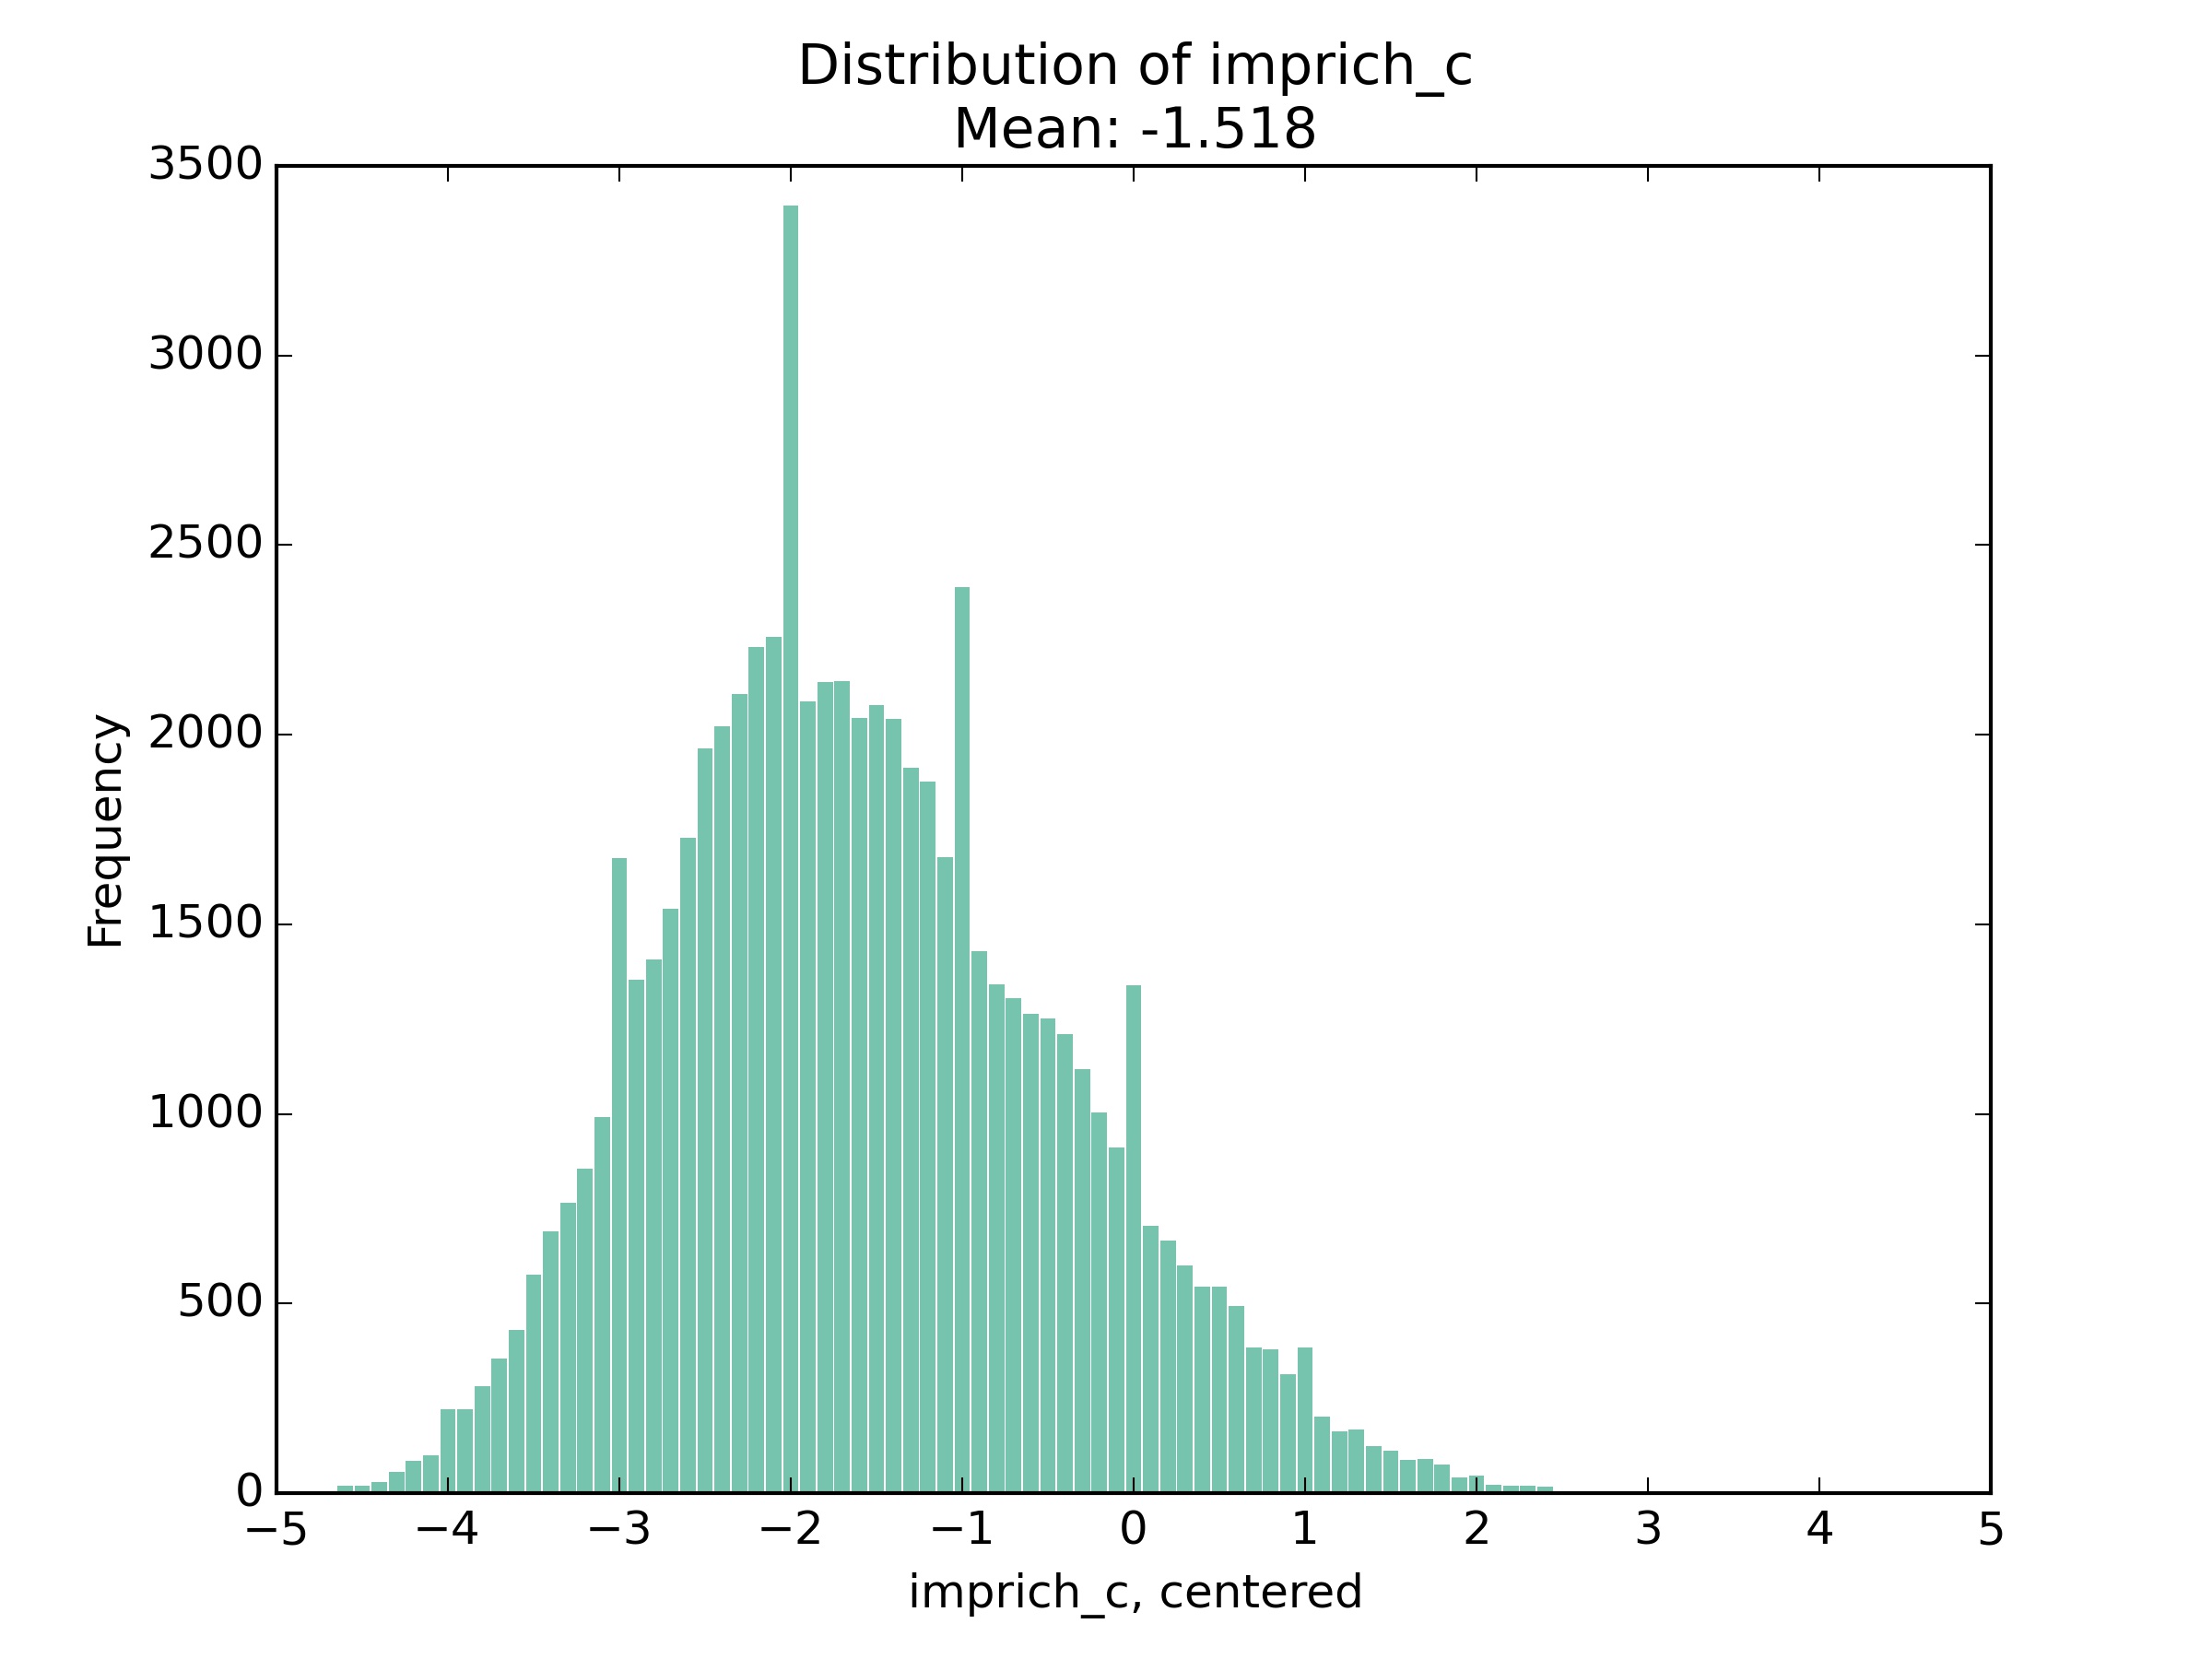 Distribution of imprich_c
Mean: -1.518
3500
3000
2500
2000
1500
1000
500
0
Frequency
−5 −4 −3 −2 −1 0 1 2 3 4 5
imprich_c, centered